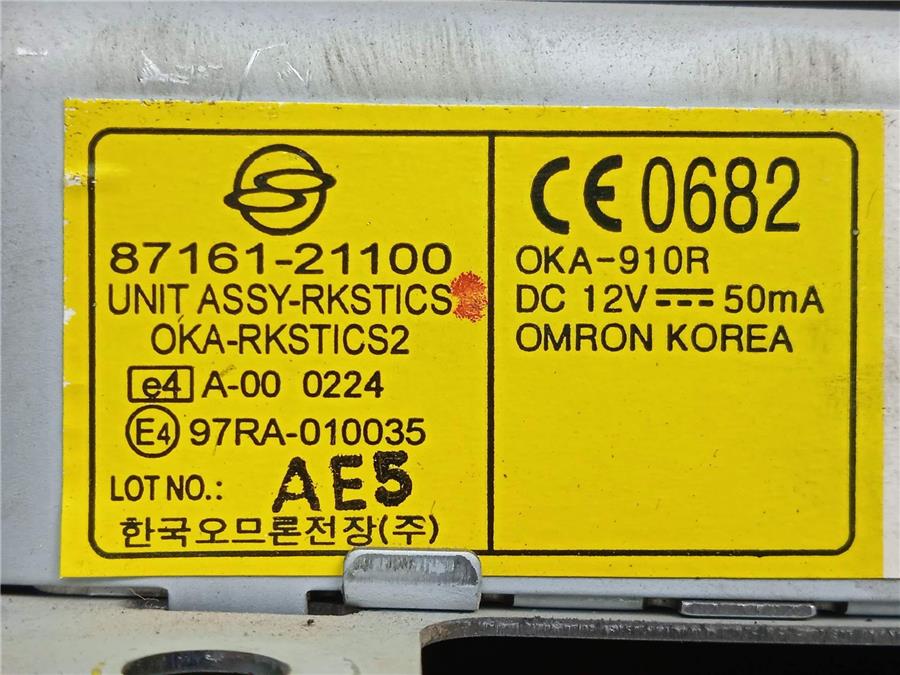 87161-21100
UNIT ASSY-RKSTICS
OKA-RKSTICS2
e4 A-00 0224
E4 97RA-010035
LOT NO.: AE5
한국오므론전장(주)
CE 0682
OKA-910R
DC 12V ⎓ 50mA
OMRON KOREA